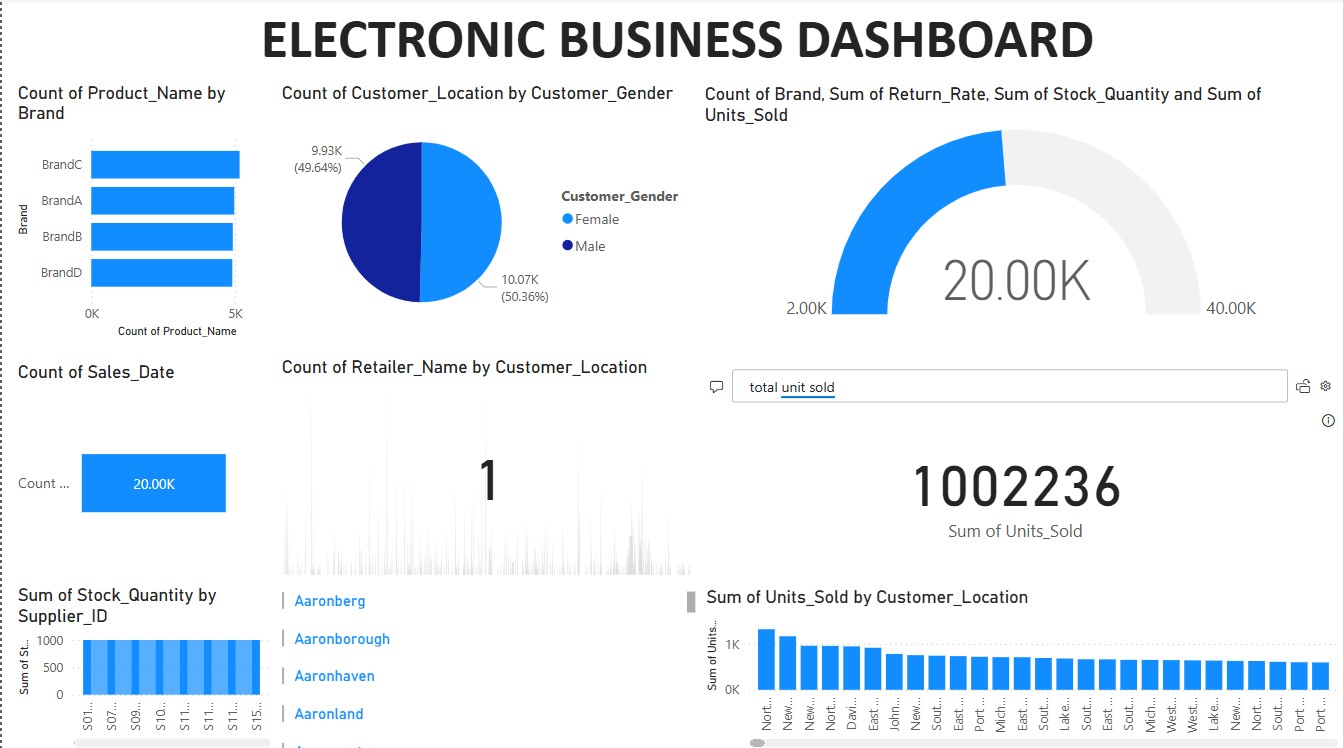 ELECTRONIC BUSINESS DASHBOARD
Count of Product_Name by
Brand
Brand
BrandC
BrandA
BrandB
BrandD
0K
5K
Count of Product_Name
Count of Customer_Location by Customer_Gender
9.93K
(49.64%)
10.07K
(50.36%)
Customer_Gender
Female
Male
Count of Brand, Sum of Return_Rate, Sum of Stock_Quantity and Sum of
Units_Sold
20.00K
2.00K
40.00K
Count of Sales_Date
Count ...
20.00K
Count of Retailer_Name by Customer_Location
1
total unit sold
1002236
Sum of Units_Sold
Sum of Stock_Quantity by
Supplier_ID
Sum of St...
1000
500
0
S01...
S07...
S09...
S10...
S11...
S11...
S11...
S15...
Aaronberg
Aaronborough
Aaronhaven
Aaronland
Sum of Units_Sold by Customer_Location
Sum of Units...
1K
0K
Nort...
New...
New...
Nort...
Davi...
East ...
John...
New...
Sout...
East ...
Port ...
Mich...
East ...
Sout...
Lake...
Sout...
East ...
Sout...
Mich...
West...
West...
Lake...
New...
Nort...
Sout...
Port ...
Port ...